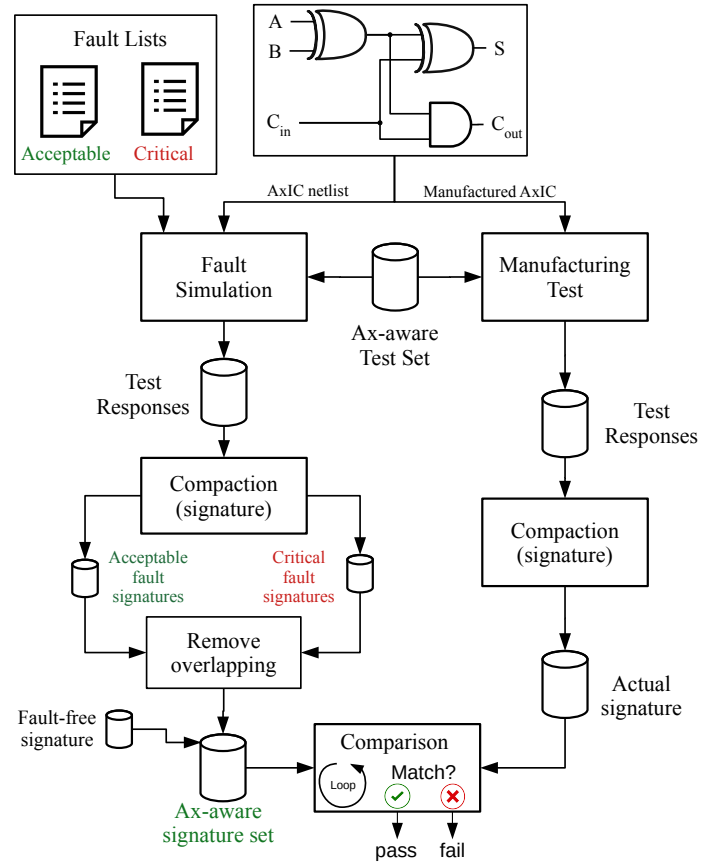 Fault Lists
Acceptable
Critical
A
B
C in
S
C out
AxIC netlist
Manufactured AxIC
Fault
Simulation
Ax-aware
Test Set
Manufacturing
Test
Test
Responses
Test
Responses
Compaction
(signature)
Compaction
(signature)
Acceptable
fault
signatures
Critical
fault
signatures
Remove
overlapping
Actual
signature
Fault-free
signature
Ax-aware
signature set
Comparison
Loop
Match?
pass
fail